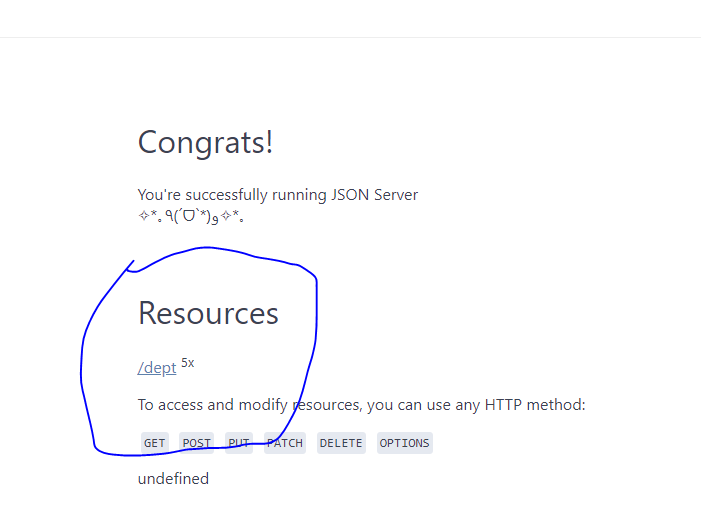 Congrats!
You're successfully running JSON Server
✧*｡٩(ˊᗜˋ*)و✧*｡
Resources
/dept 5x
To access and modify resources, you can use any HTTP method:
GET POST PUT PATCH DELETE OPTIONS
undefined